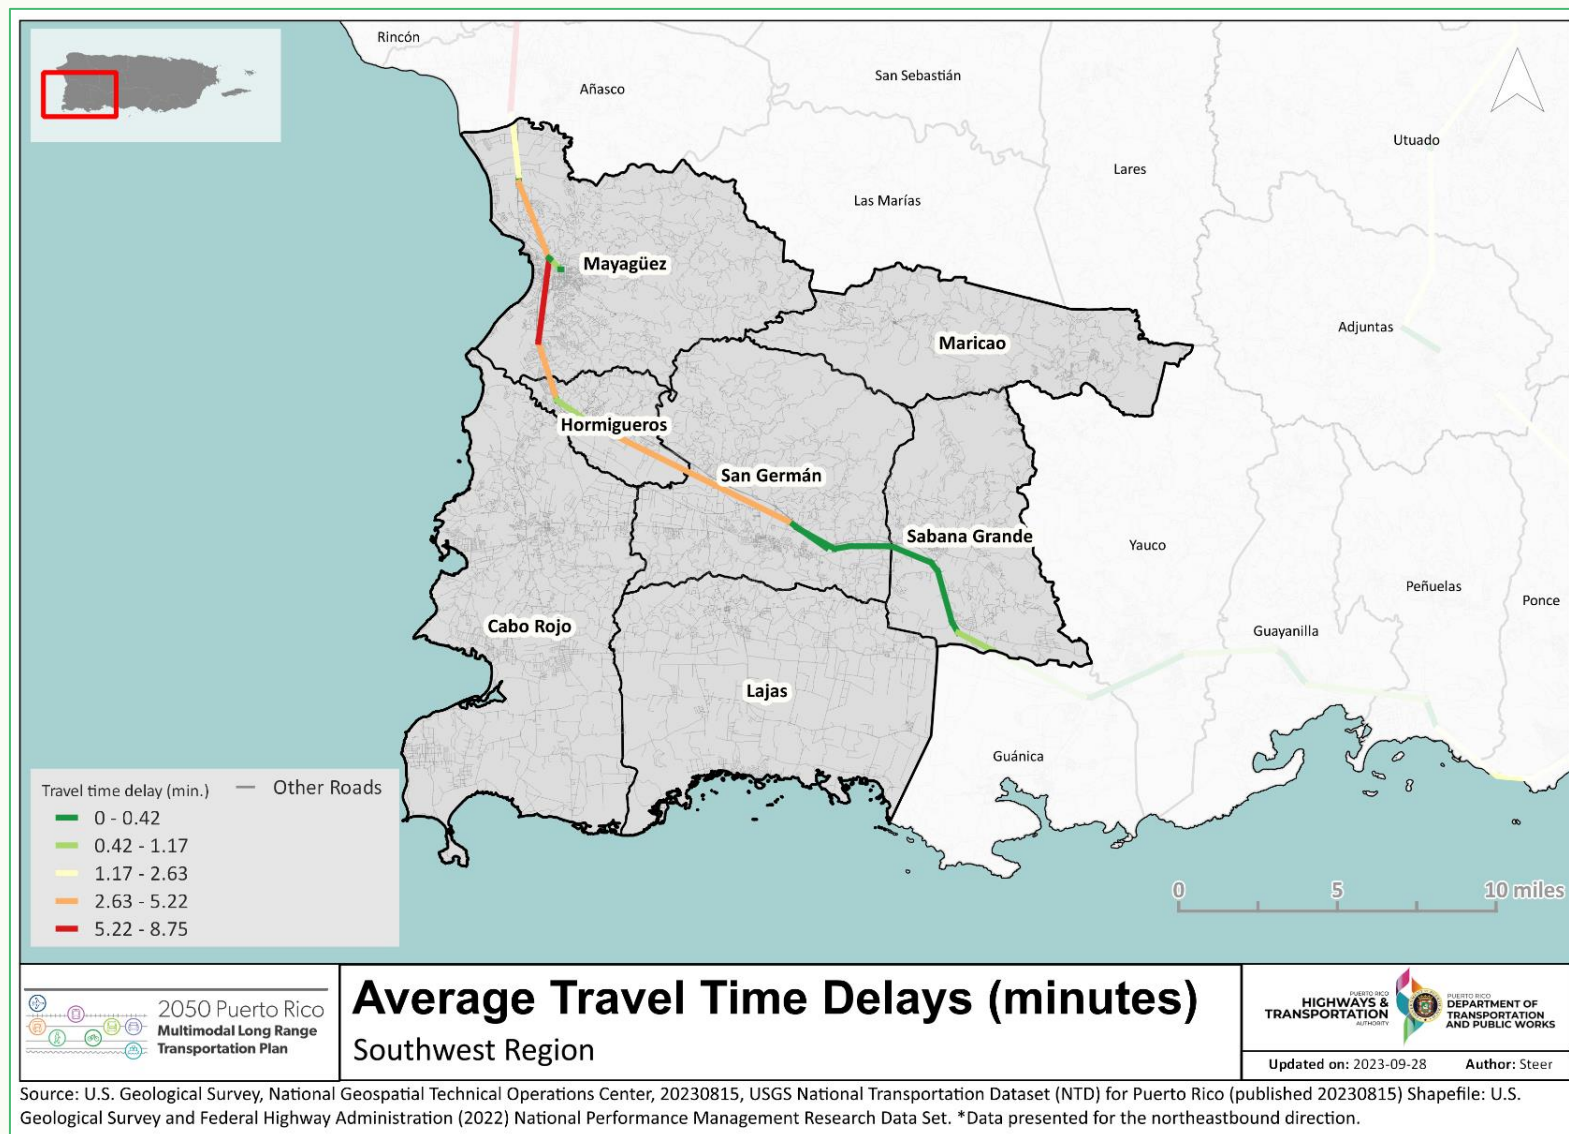 Rincón
Añasco
San Sebastián
Utuado
Lares
Las Marías
Mayagüez
Adjuntas
Maricao
Hormigueros
San Germán
Sabana Grande
Yauco
Peñuelas
Ponce
Cabo Rojo
Guayanilla
Lajas
Guánica
Travel time delay (min.)
Other Roads
0 - 0.42
0.42 - 1.17
1.17 - 2.63
2.63 - 5.22
5.22 - 8.75
0 5 10 miles
2050 Puerto Rico
Multimodal Long Range
Transportation Plan
Average Travel Time Delays (minutes)
Southwest Region
PUERTO RICO
HIGHWAYS &
TRANSPORTATION
AUTHORITY
PUERTO RICO
DEPARTMENT OF
TRANSPORTATION
AND PUBLIC WORKS
Updated on: 2023-09-28 Author: Steer
Source: U.S. Geological Survey, National Geospatial Technical Operations Center, 20230815, USGS National Transportation Dataset (NTD) for Puerto Rico (published 20230815) Shapefile: U.S.
Geological Survey and Federal Highway Administration (2022) National Performance Management Research Data Set. *Data presented for the northeastbound direction.